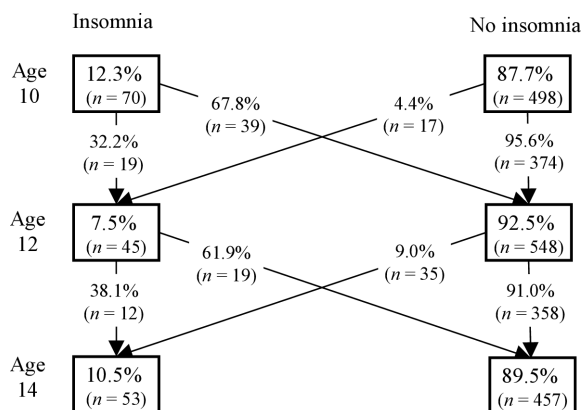 Insomnia
No insomnia
Age
10
12.3%
(n = 70)
87.7%
(n = 498)
67.8%
(n = 39)
4.4%
(n = 17)
32.2%
(n = 19)
95.6%
(n = 374)
Age
12
7.5%
(n = 45)
92.5%
(n = 548)
61.9%
(n = 19)
9.0%
(n = 35)
38.1%
(n = 12)
91.0%
(n = 358)
Age
14
10.5%
(n = 53)
89.5%
(n = 457)